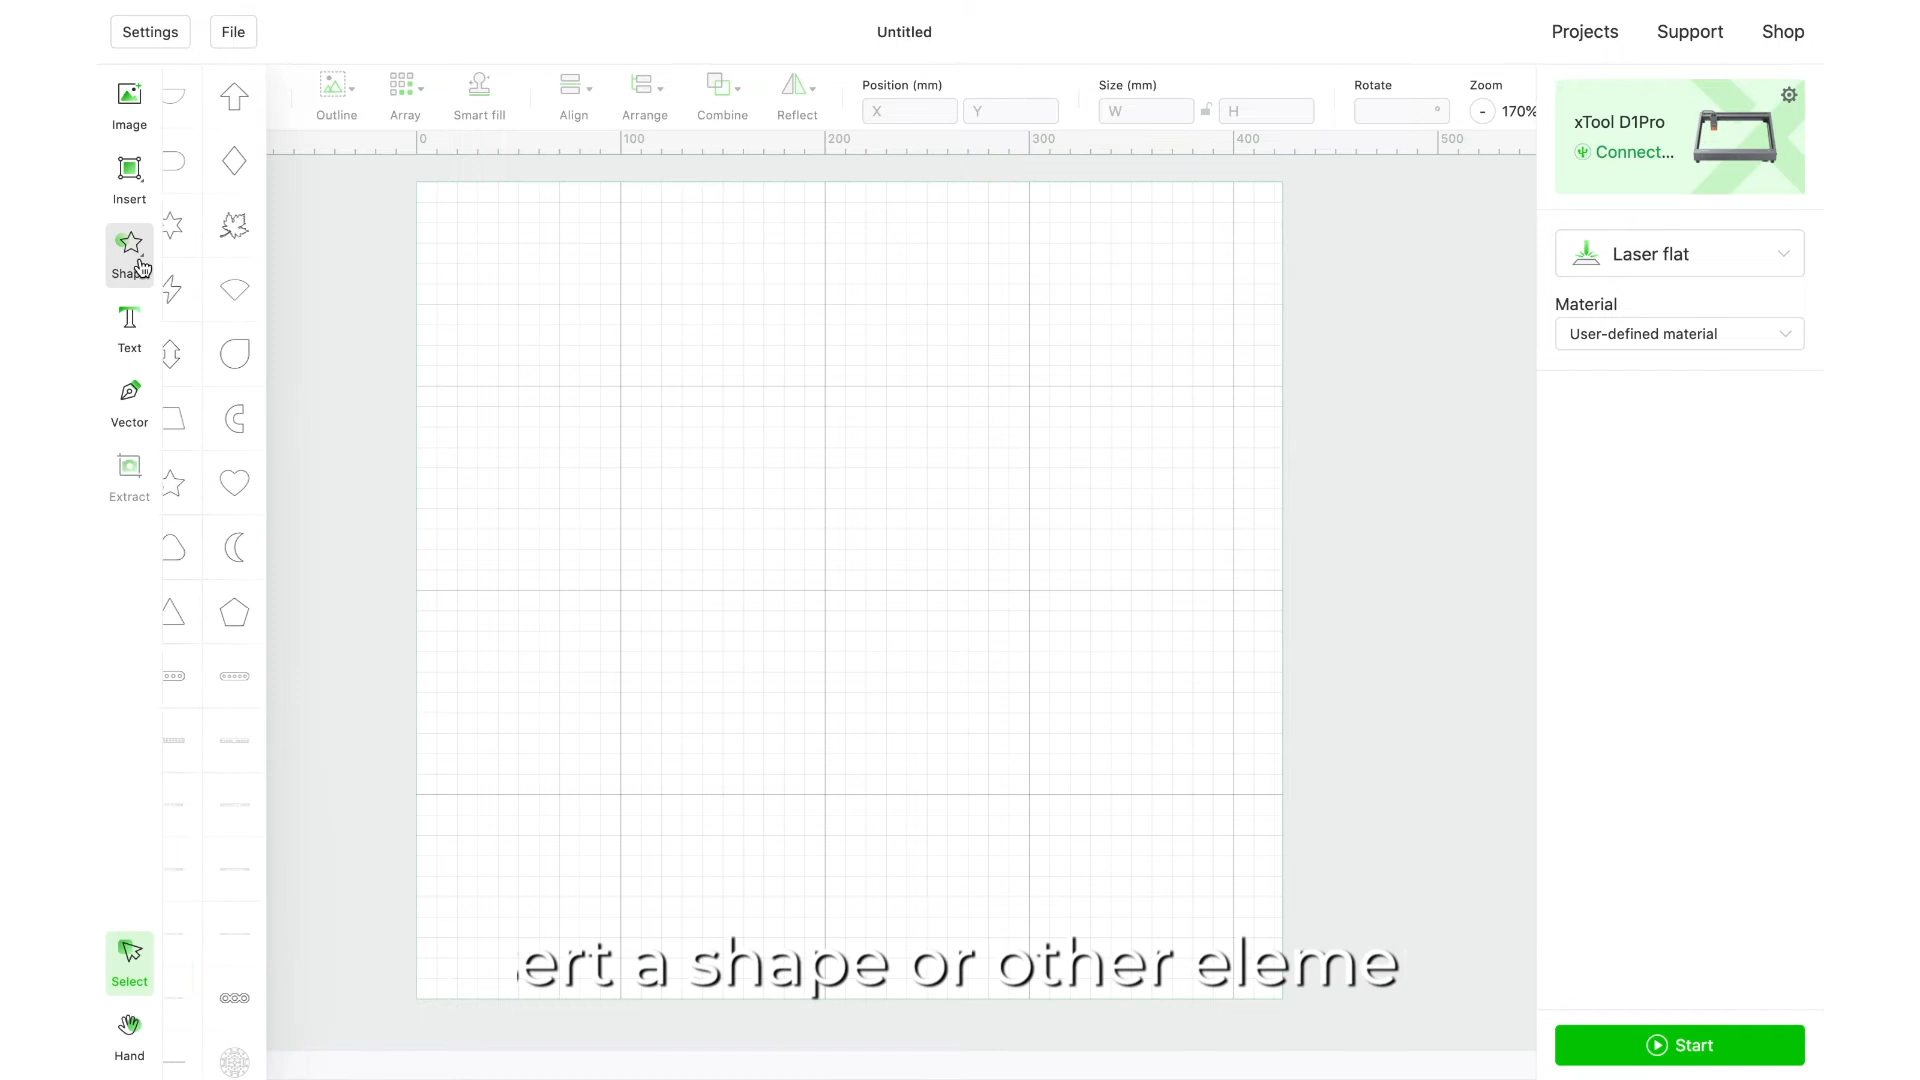 Settings
File
Untitled
Projects
Support
Shop
Image
Insert
Text
Vector
Extract
Select
Hand
Outline
Array
Smart fill
Align
Arrange
Combine
Reflect
Position (mm)
X
Y
Size (mm)
W
H
Rotate
°
Zoom
- 170%
0
100
200
300
400
500
xTool D1Pro
Connect...
Laser flat
Material
User-defined material
ert a shape or other eleme
Start